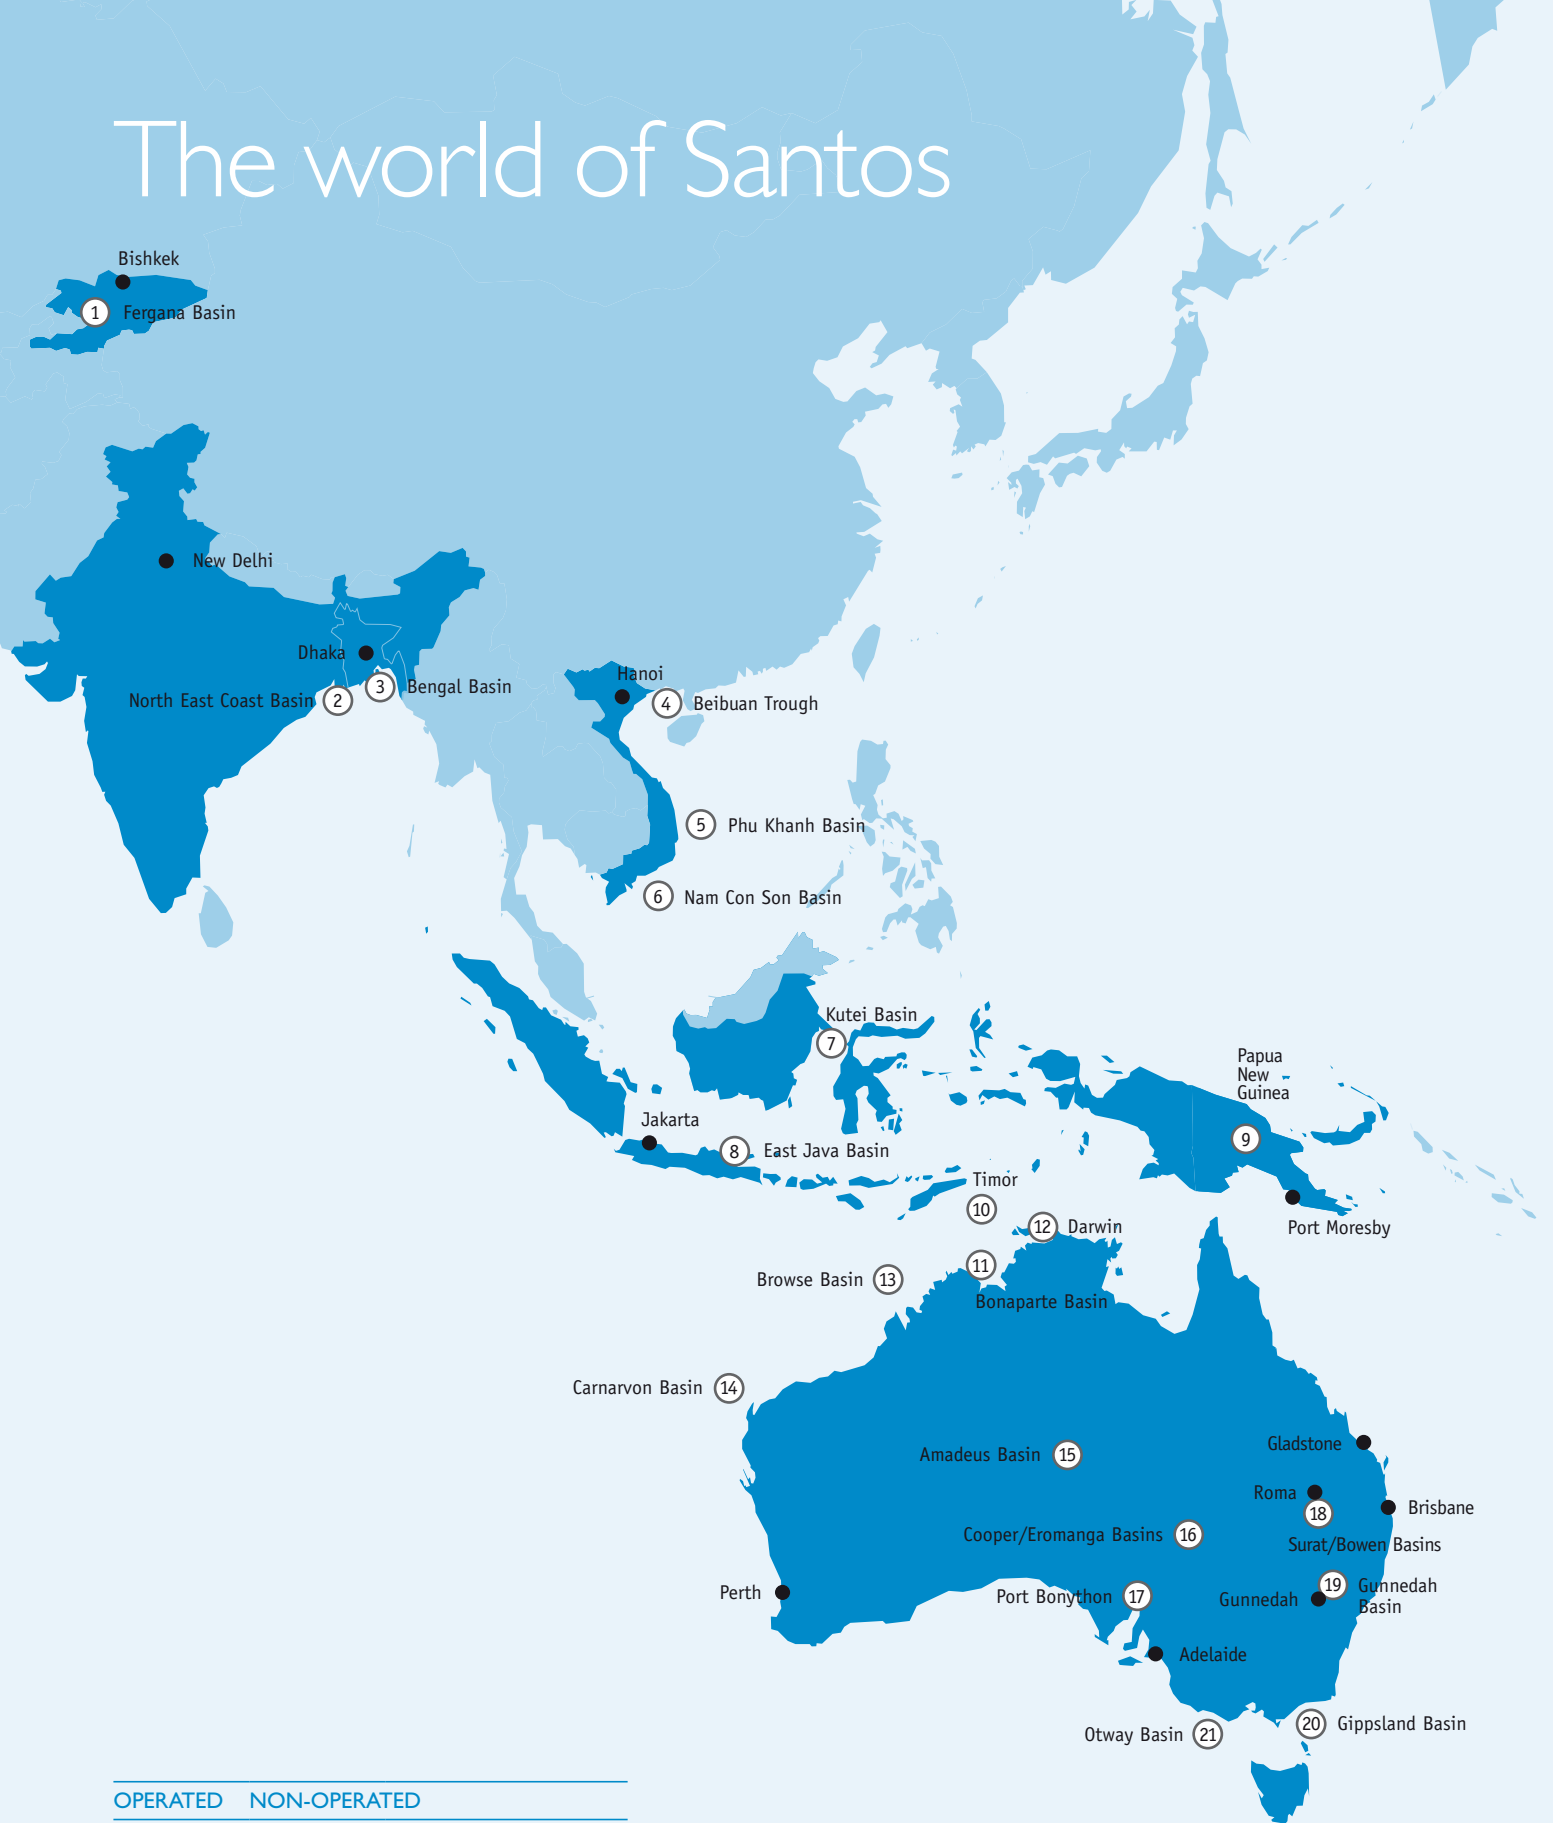 The world of Santos
Bishkek
1 Fergana Basin
New Delhi
Dhaka
3 Bengal Basin
North East Coast Basin 2
Hanoi
4 Beibuan Trough
5 Phu Khanh Basin
6 Nam Con Son Basin
Kutei Basin
7
Papua
New
Guinea
9
Jakarta
8 East Java Basin
Timor
10
Port Moresby
12 Darwin
11
Browse Basin 13
Bonaparte Basin
Carnarvon Basin 14
Gladstone
Amadeus Basin 15
Roma
Brisbane
18
Cooper/Eromanga Basins 16
Surat/Bowen Basins
Perth
Port Bonython 17
19 Gunnedah
Basin
Gunnedah
Adelaide
Otway Basin 21
20 Gippsland Basin
OPERATED NON-OPERATED